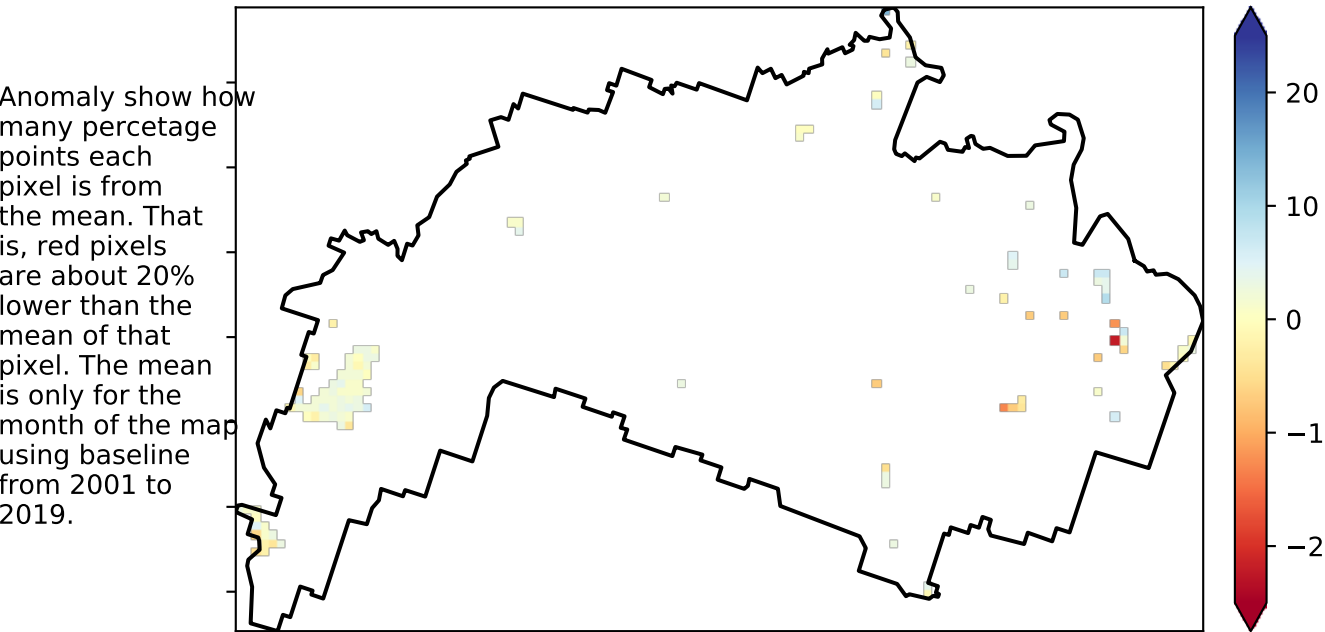 Anomaly show how
many percetage
points each
pixel is from
the mean. That
is, red pixels
are about 20%
lower than the
mean of that
pixel. The mean
is only for the
month of the map
using baseline
from 2001 to
2019.
20
10
0
−1
−2